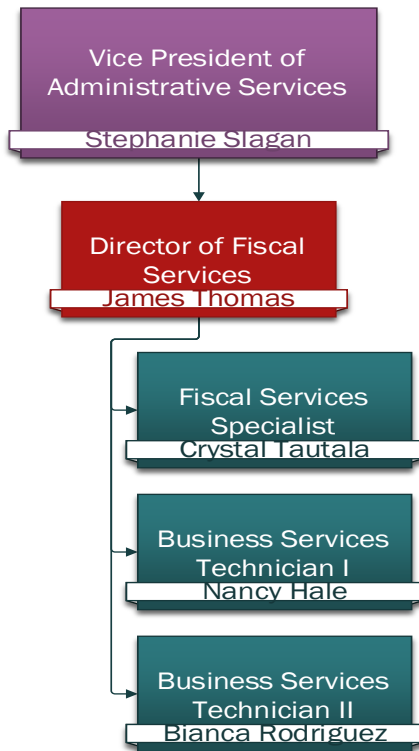 Vice President of
Administrative Services
Stephanie Slagan
Director of Fiscal
Services
James Thomas
Fiscal Services
Specialist
Crystal Tautala
Business Services
Technician I
Nancy Hale
Business Services
Technician II
Bianca Rodriguez